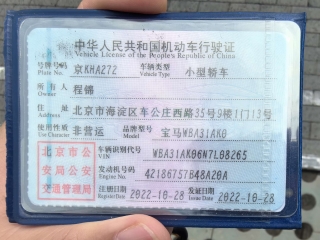 中华人民共和国机动车行驶证
Vehicle License of the People's Republic of China
号牌号码 Plate No. 京KHA272 车辆类型 Vehicle Type 小型轿车
所有人 Owner 程锦
住址 Address 北京市海淀区车公庄西路35号9楼11713号
使用性质 Use Character 非营运 品牌型号 Model 宝马WBA31AK0
北京市公安局公安交通管理局
车辆识别代号 VIN WBA31AK06N7L08265
发动机号码 Engine No. 42186757B48A20A
注册日期 Register Date 2022-10-28 发证日期 Issue Date 2022-10-28